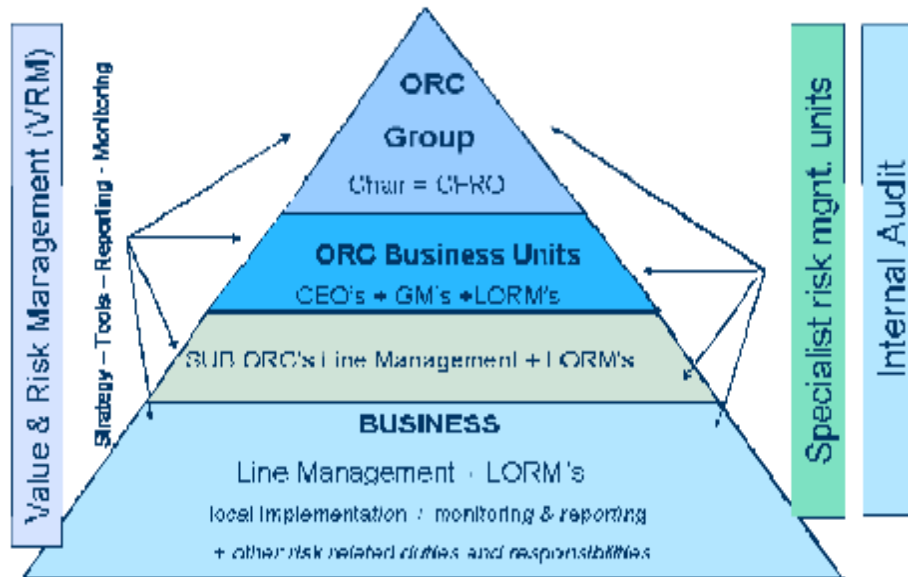 Value & Risk Management (VRM)
Strategy – Tools – Reporting - Monitoring
ORC
Group
Chair = CFRO
ORC Business Units
CEO's + GM's +LORM's
SUB ORC's Line Management + LORM's
BUSINESS
Line Management + LORM's
local implementation + monitoring & reporting
+ other risk related duties and responsibilities
Specialist risk mgnt. units
Internal Audit